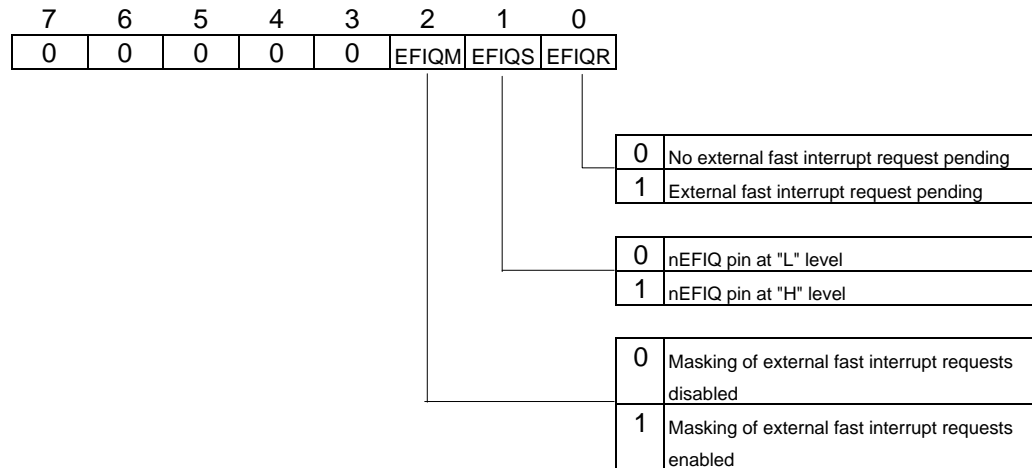 7 6 5 4 3 2 1 0
0 0 0 0 0 EFIQM EFIQS EFIQR
0 No external fast interrupt request pending
1 External fast interrupt request pending
0 nEFIQ pin at "L" level
1 nEFIQ pin at "H" level
0 Masking of external fast interrupt requests
disabled
1 Masking of external fast interrupt requests
enabled